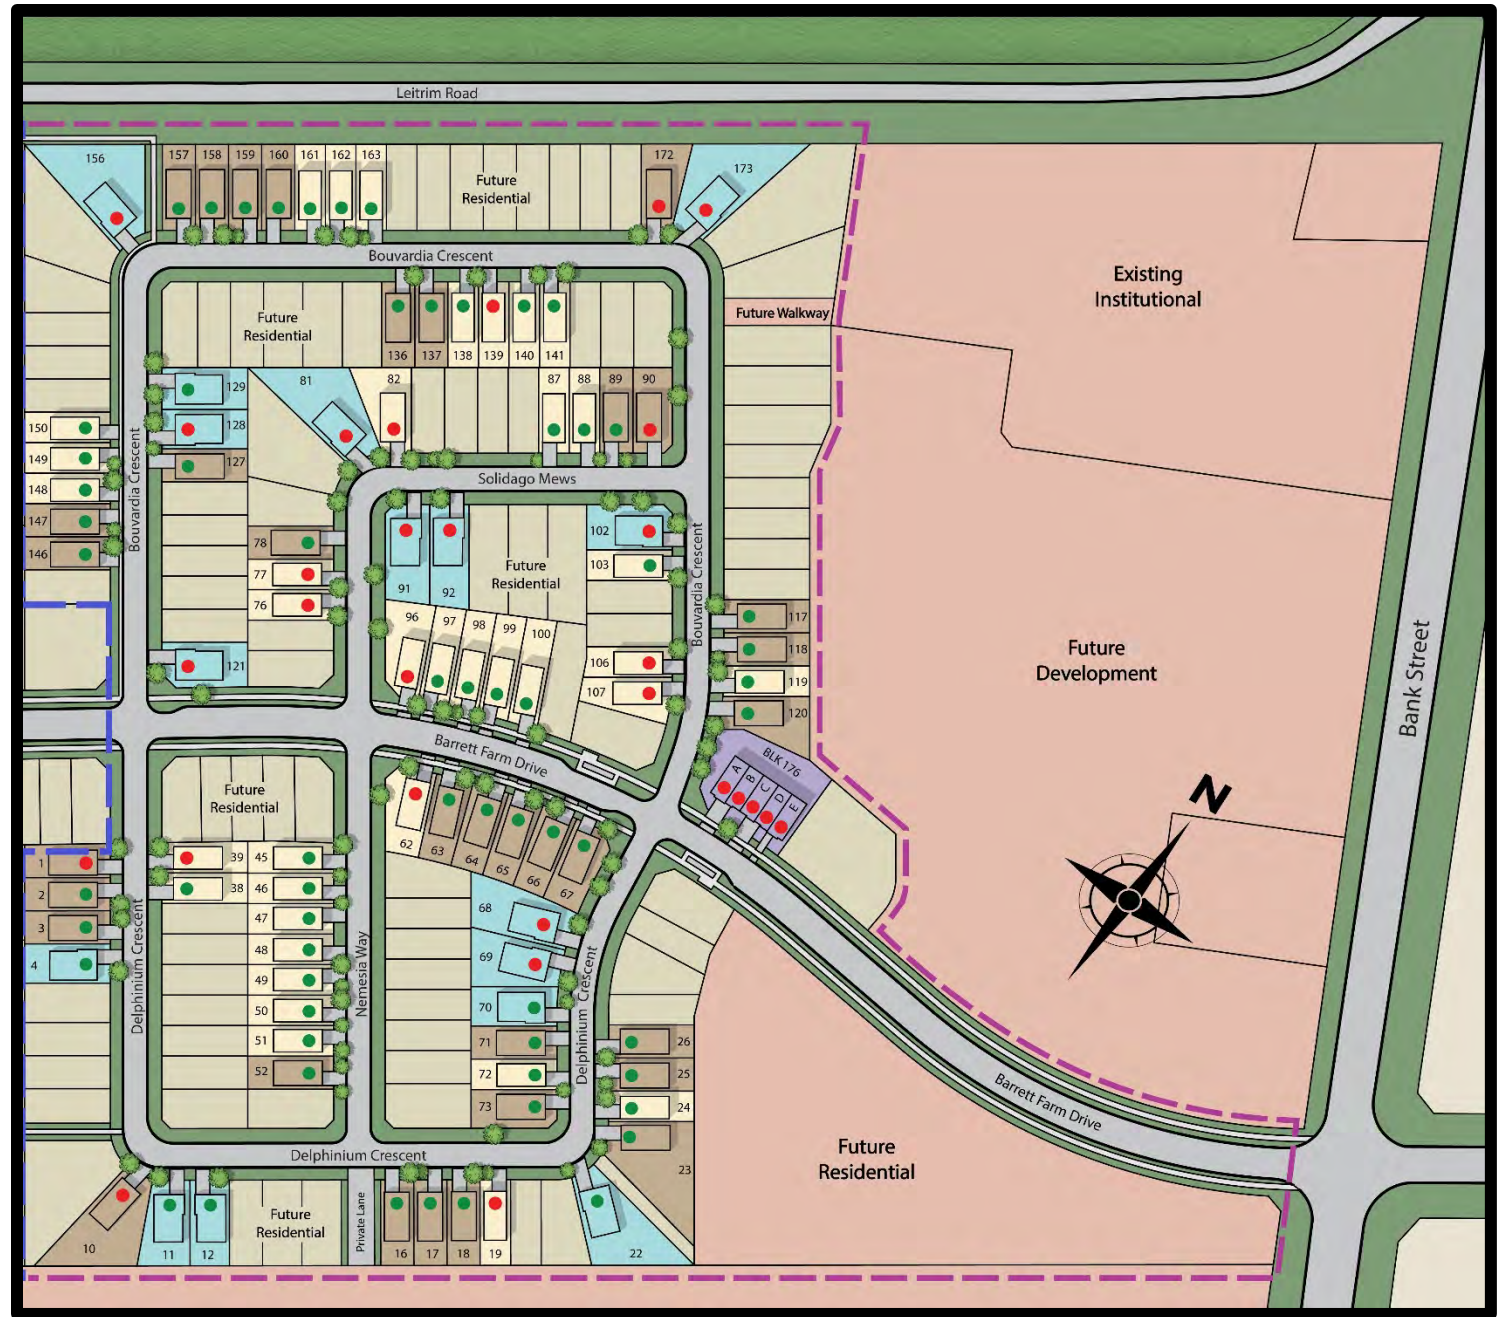 Leitrim Road
156
157
158
159
160
161
162
163
Future
Residential
172
173
Bouvardia Crescent
Existing
Institutional
Future
Residential
Future Walkway
136
137
138
139
140
141
129
81
82
87
88
89
90
128
150
127
149
148
147
146
Bouvardia Crescent
Solidago Mews
78
77
76
121
91
92
Future
Residential
102
103
Bouvardia Crescent
96
97
98
99
100
106
107
117
118
119
120
Future
Development
Bank Street
Barrett Farm Drive
BLK 176
A
B
C
D
E
N
Future
Residential
62
63
64
65
66
67
1
2
3
4
39
38
45
46
47
48
49
50
51
52
Delphinium Crescent
Nemesia Way
68
69
70
71
72
73
Delphinium Crescent
26
25
24
23
Barrett Farm Drive
Future
Residential
Delphinium Crescent
10
11
12
Future
Residential
Private Lane
16
17
18
19
22